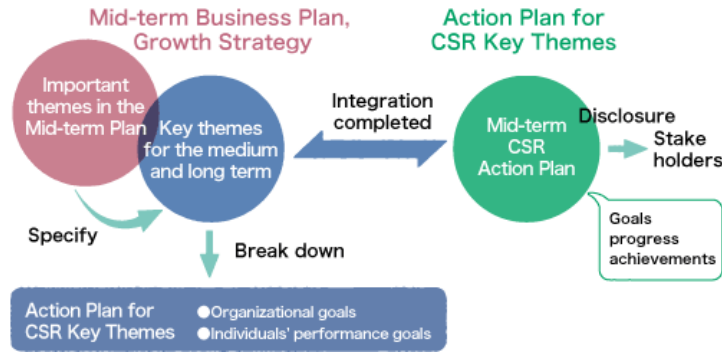 Mid-term Business Plan,
Growth Strategy
Action Plan for
CSR Key Themes
Important
themes in the
Mid-term Plan
Key themes
for the medium
and long term
Integration
completed
Mid-term
CSR
Action Plan
Disclosure
Stake
holders
Specify
Break down
Goals
progress
achievements
Action Plan for
CSR Key Themes
●Organizational goals
●Individuals' performance goals